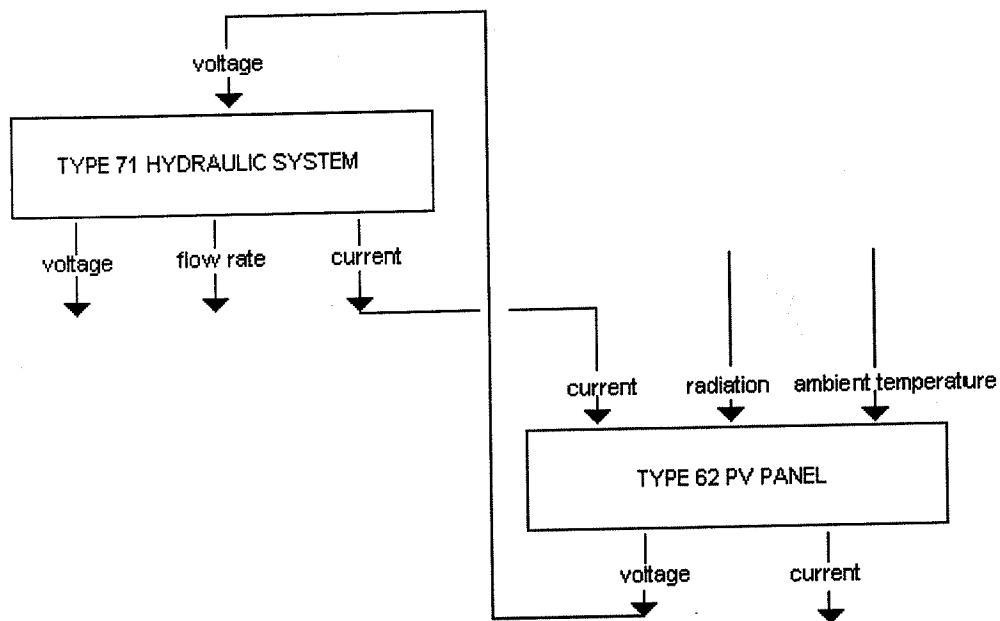 voltage
TYPE 71 HYDRAULIC SYSTEM
voltage
flow rate
current
current
radiation
ambient temperature
TYPE 62 PV PANEL
voltage
current